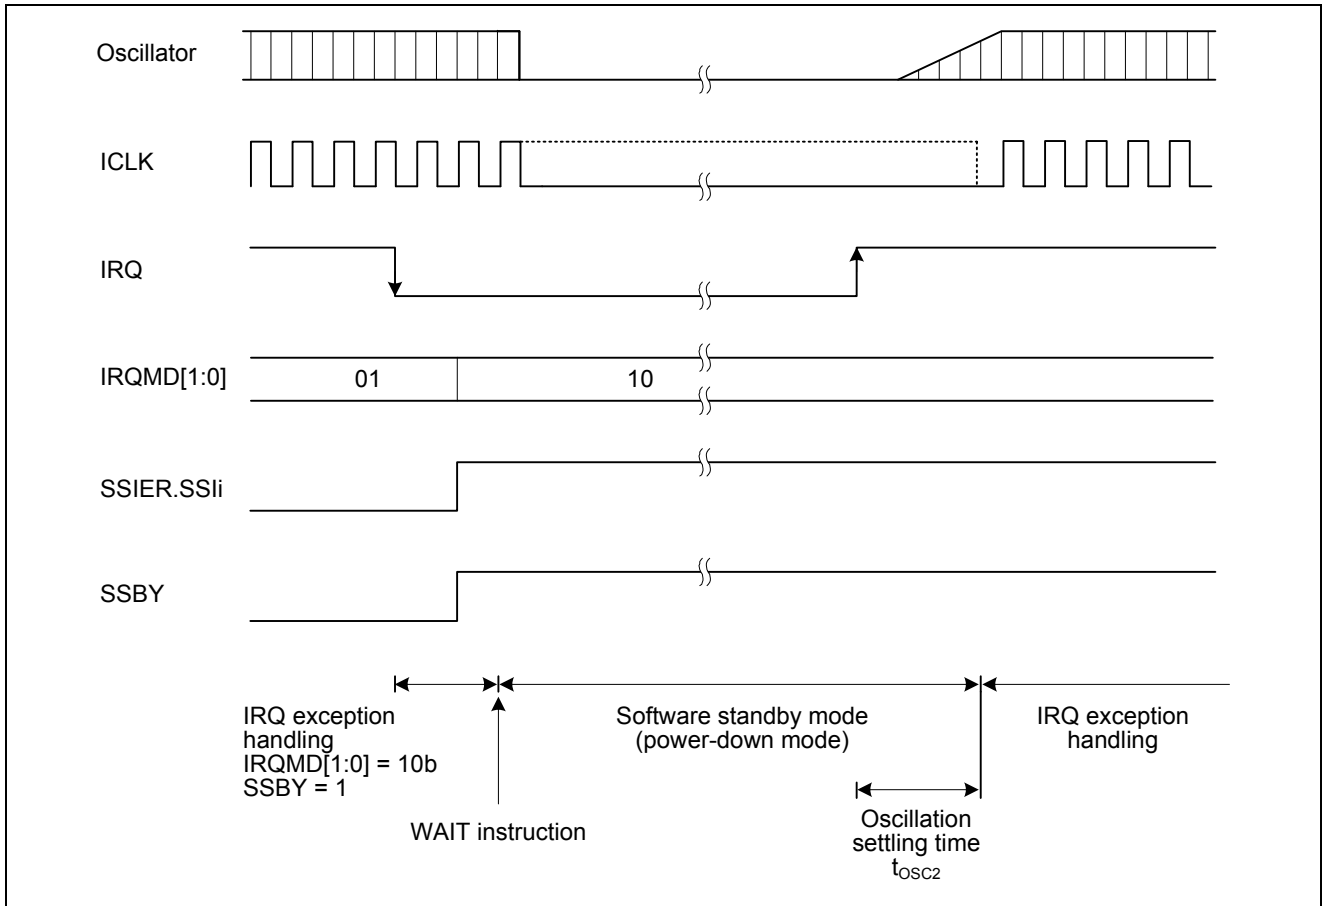 Oscillator
ICLK
IRQ
IRQMD[1:0]
01
10
SSIER.SSIi
SSBY
IRQ exception
handling
IRQMD[1:0] = 10b
SSBY = 1
WAIT instruction
Software standby mode
(power-down mode)
Oscillation
settling time
tOSC2
IRQ exception
handling